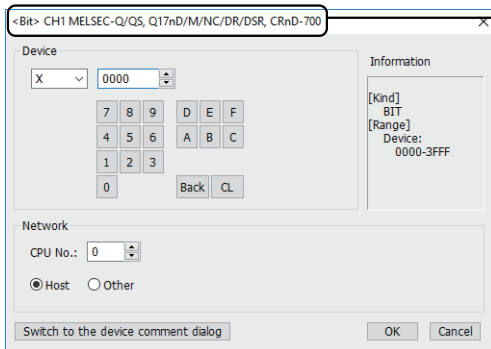 <Bit> CH1 MELSEC-Q/QS, Q17nD/M/NC/DR/DSR, CRnD-700
Device
X 0000
7 8 9 D E F
4 5 6 A B C
1 2 3
0 Back CL
Information
[Kind]
BIT
[Range]
Device:
0000-3FFF
Network
CPU No.: 0
Host Other
Switch to the device comment dialog OK Cancel